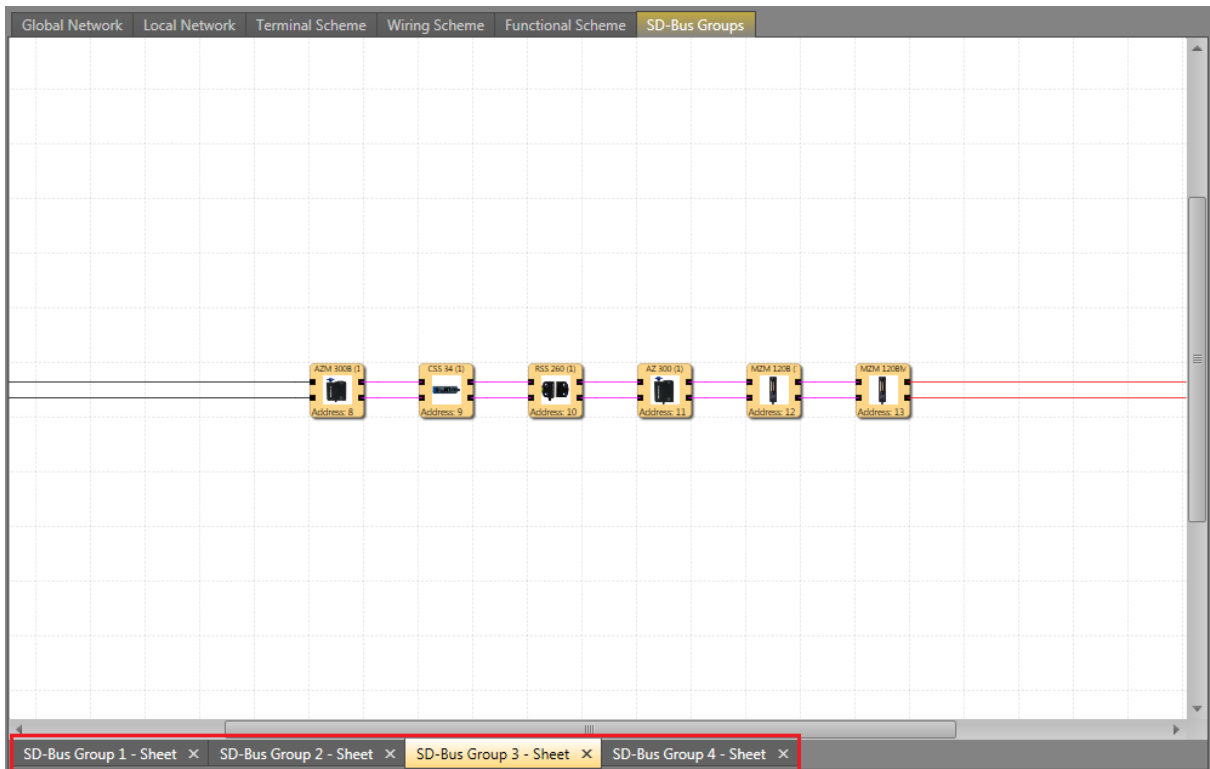 Global Network Local Network Terminal Scheme Wiring Scheme Functional Scheme SD-Bus Groups
AZM 300B (1 CSS 34 (1) RSS 260 (1) AZ 300 (1) MZM 120B ( MZM 120BM
Address: 8 Address: 9 Address: 10 Address: 11 Address: 12 Address: 13
SD-Bus Group 1 - Sheet × SD-Bus Group 2 - Sheet × SD-Bus Group 3 - Sheet × SD-Bus Group 4 - Sheet ×